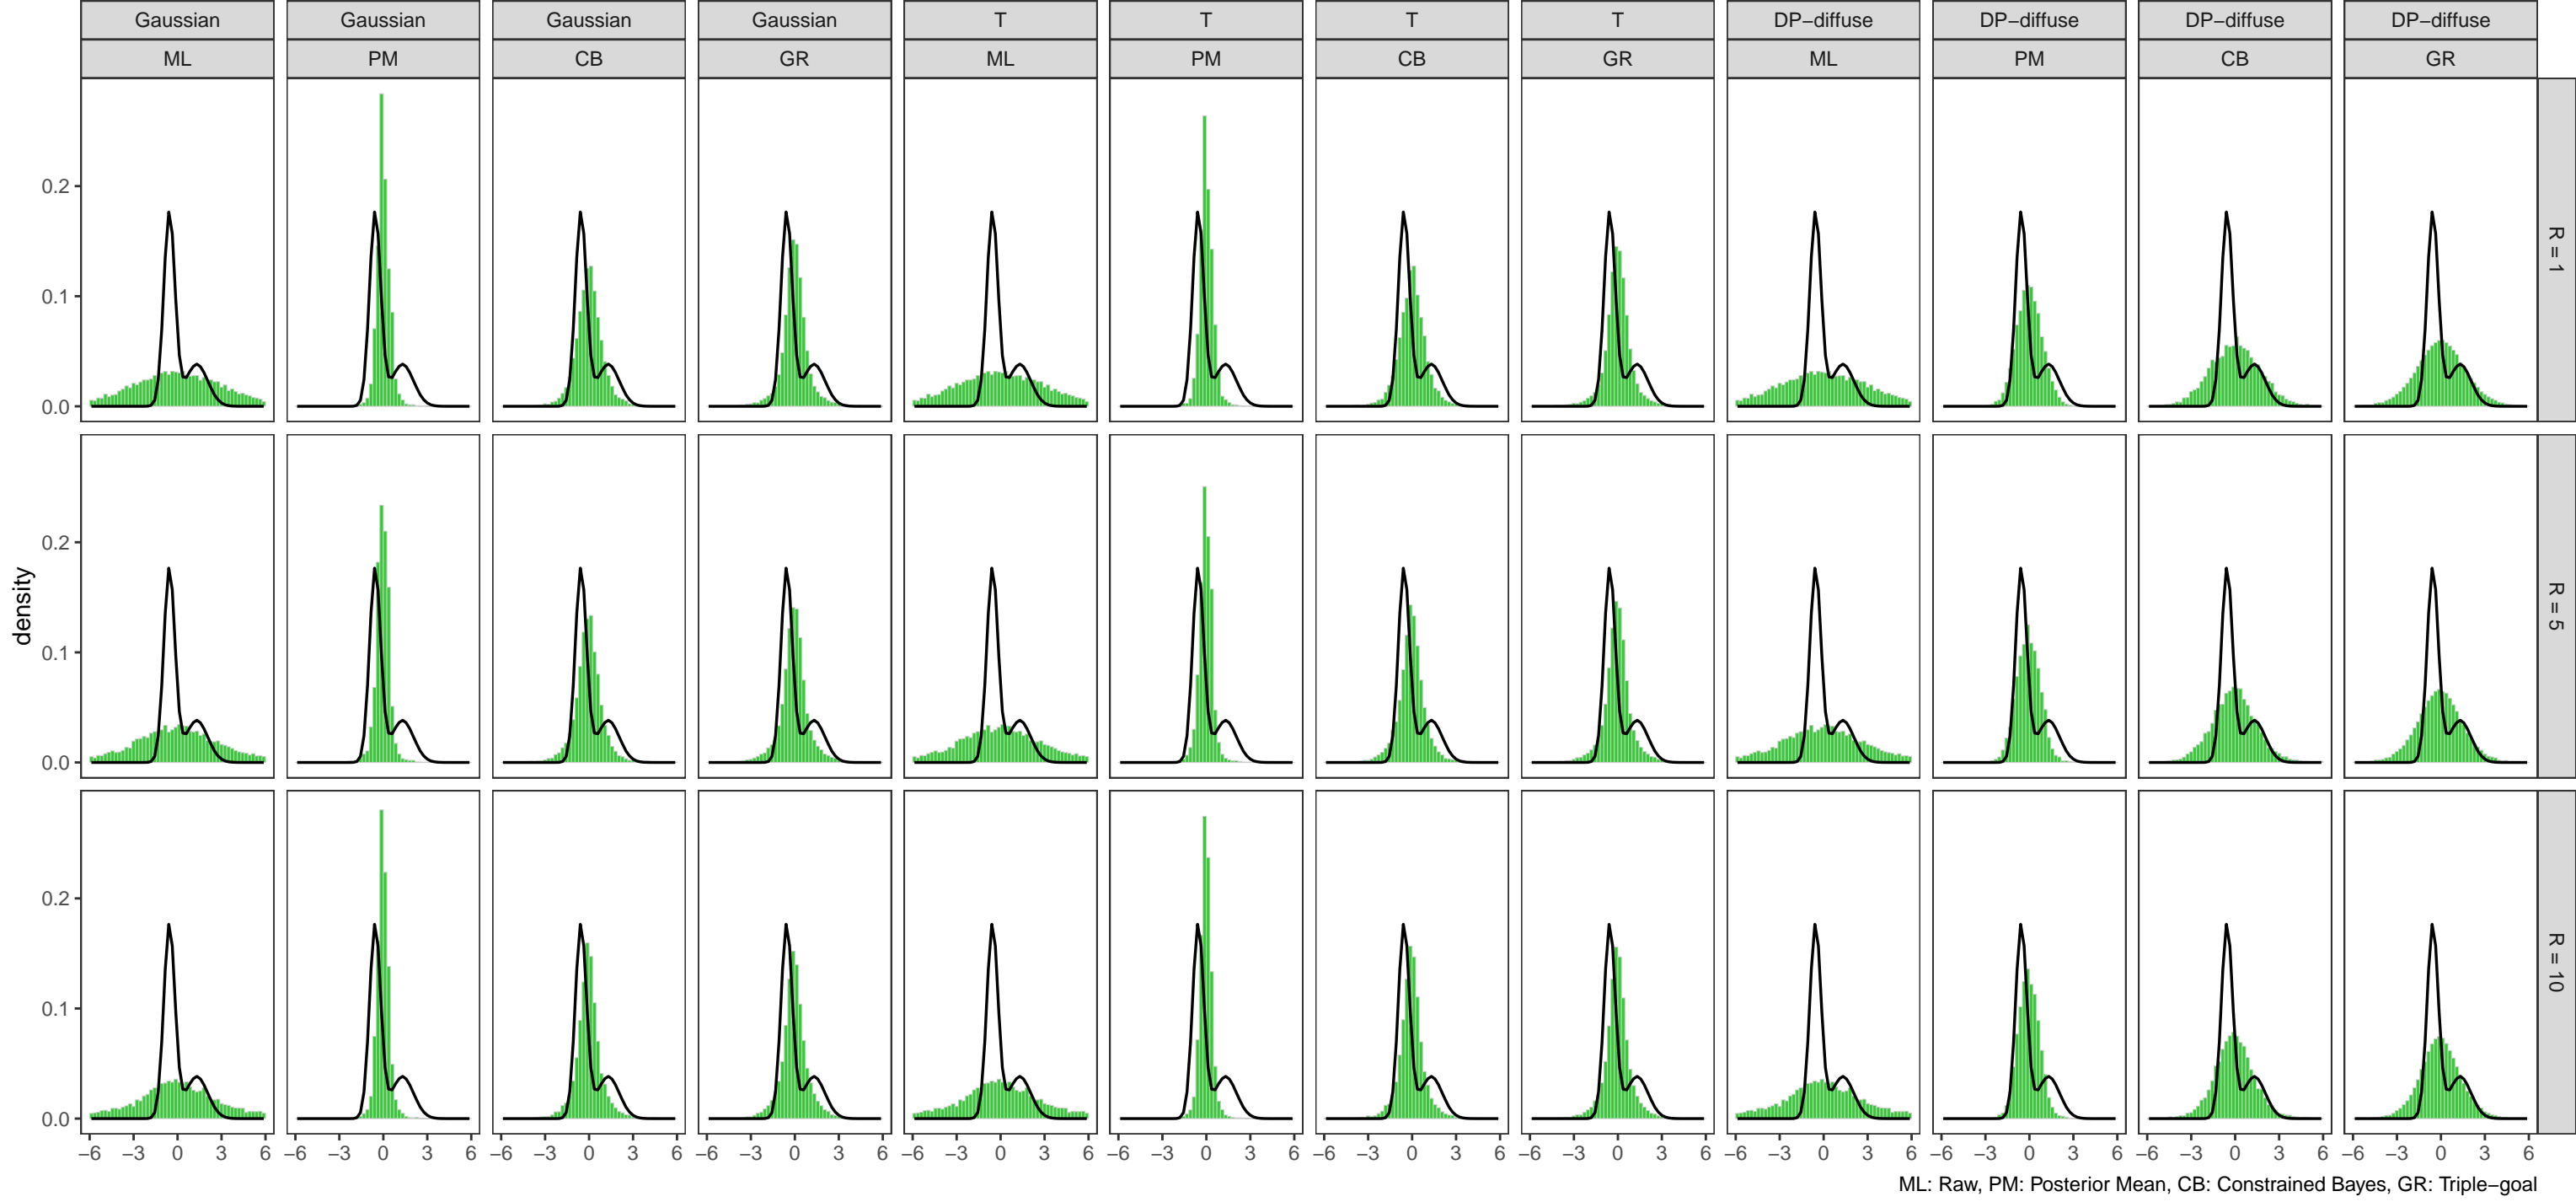 Gaussian Gaussian Gaussian Gaussian T T T T DP−diffuse DP−diffuse DP−diffuse DP−diffuse
ML PM CB GR ML PM CB GR ML PM CB GR
0.2
0.1
0.0
R = 1
density
0.2
0.1
0.0
R = 5
0.2
0.1
0.0
R = 10
−6 −3 0 3 6 −6 −3 0 3 6 −6 −3 0 3 6 −6 −3 0 3 6 −6 −3 0 3 6 −6 −3 0 3 6 −6 −3 0 3 6 −6 −3 0 3 6 −6 −3 0 3 6 −6 −3 0 3 6 −6 −3 0 3 6 −6 −3 0 3 6
ML: Raw, PM: Posterior Mean, CB: Constrained Bayes, GR: Triple−goal